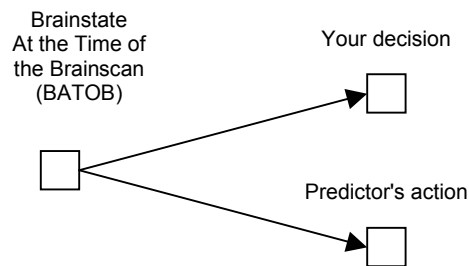 Brainstate
At the Time of
the Brainscan
(BATOB)
Your decision
Predictor's action